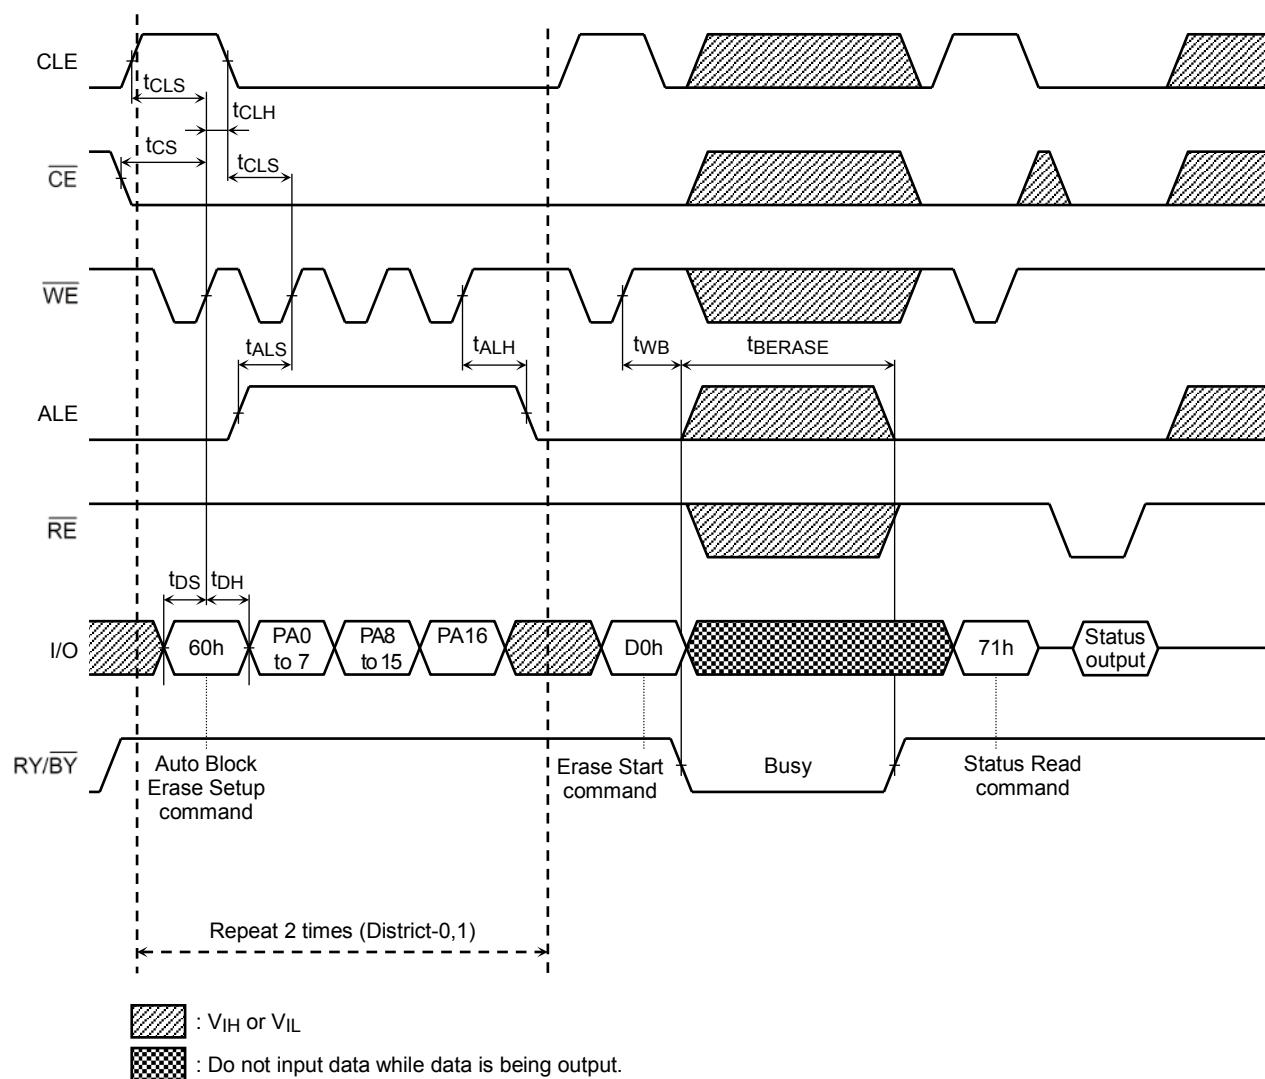 CLE
tCLS
tCLH
tCS
tCLS
CE
WE
tALS
tALH
tWB
tBERASE
ALE
RE
tDS
tDH
I/O
60h
PA0
to 7
PA8
to 15
PA16
D0h
71h
Status
output
RY/BY
Auto Block
Erase Setup
command
Erase Start
command
Busy
Status Read
command
Repeat 2 times (District-0,1)
: VIH or VIL
: Do not input data while data is being output.